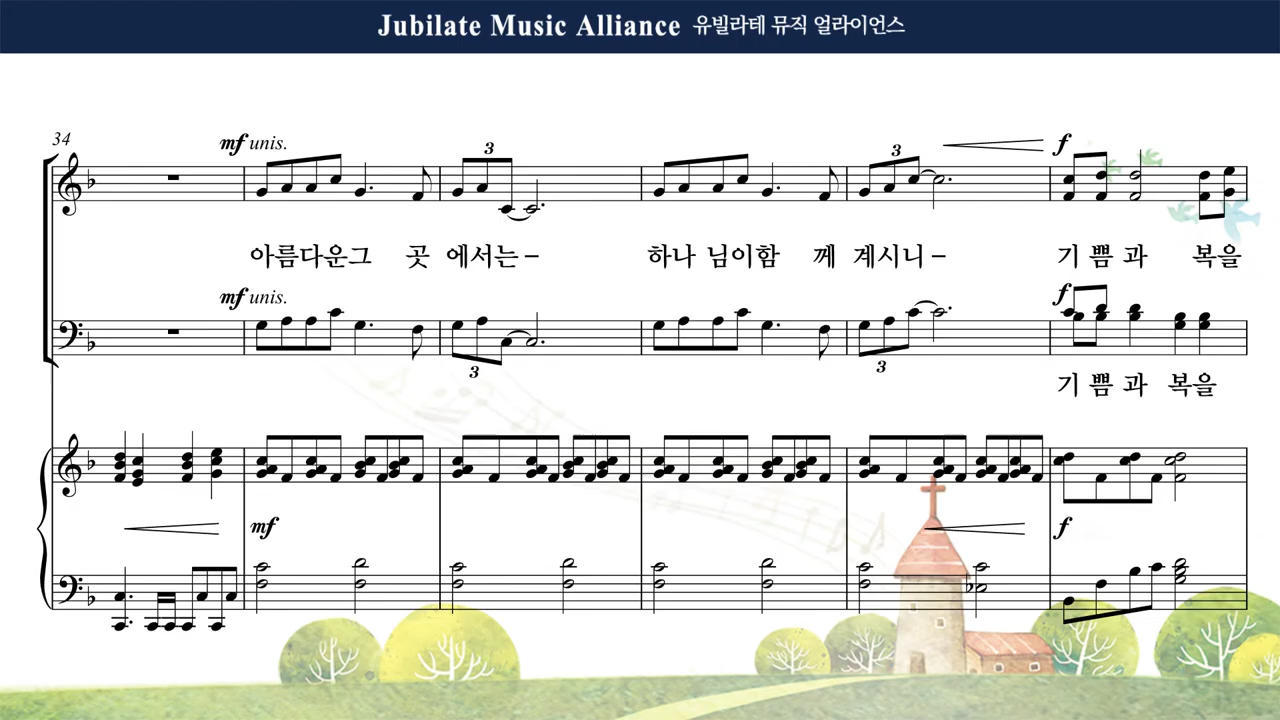 Jubilate Music Alliance 유빌라테 뮤직 얼라이언스
34
mf unis.
3
3
f
아름다운그 곳 에서는– 하나 님이함 께 계시니– 기 쁨 과 복을
mf unis.
f
3
3
기 쁨 과 복을
mf
f